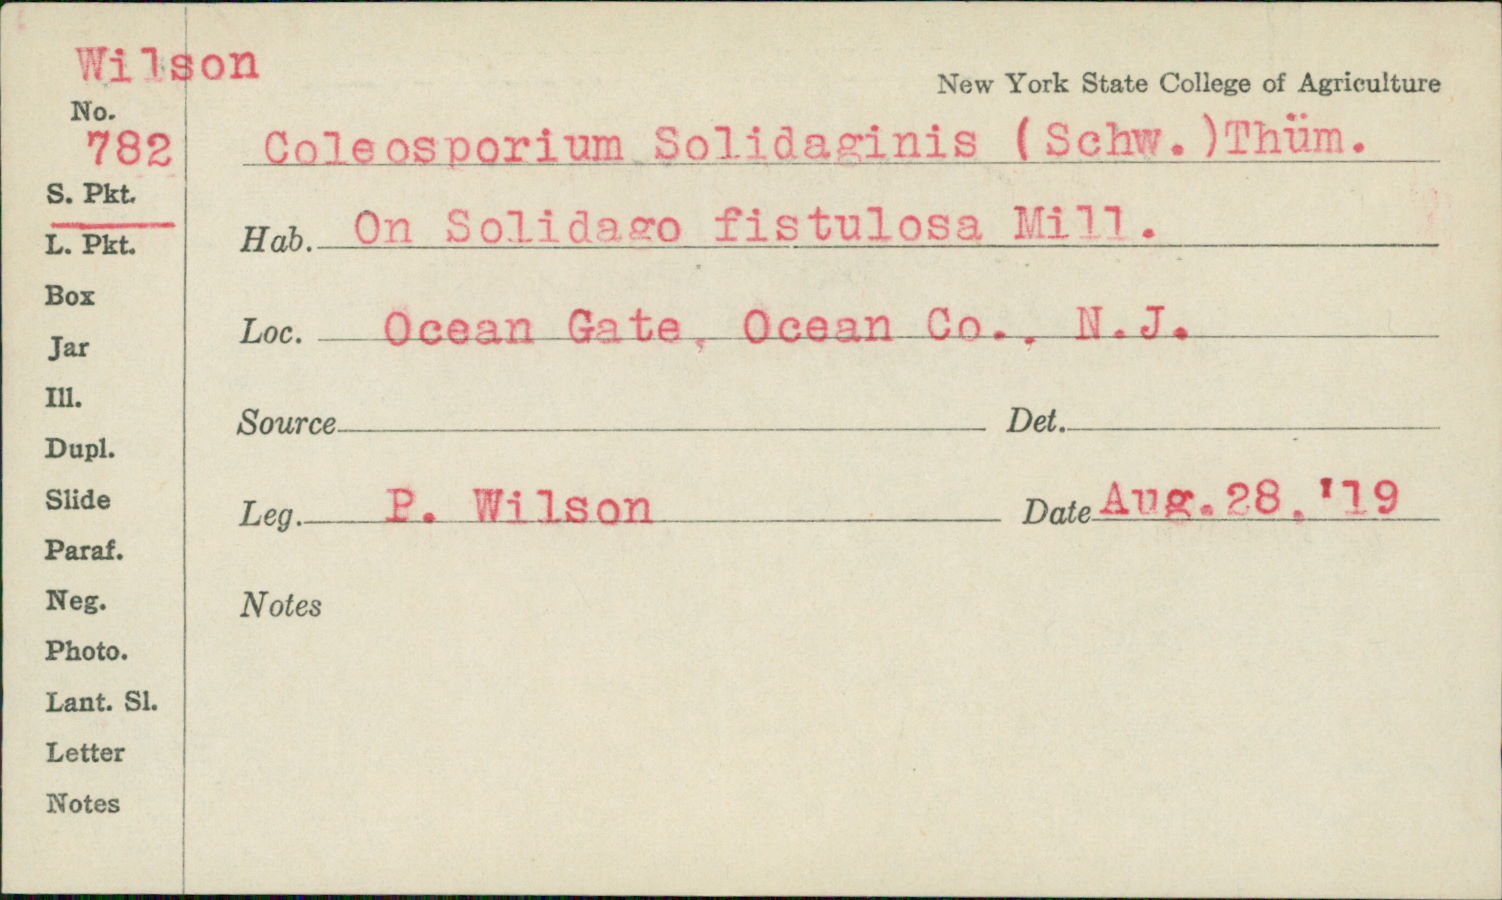 Wilson
New York State College of Agriculture
No.
782
Coleosporium Solidaginis (Schw.)Thüm.
S. Pkt.
Hab. On Solidago fistulosa Mill.
L. Pkt.
Box
Loc. Ocean Gate, Ocean Co., N.J.
Jar
Ill.
Source Det.
Dupl.
Slide
Leg. P. Wilson Date Aug.28,'19
Paraf.
Neg.
Notes
Photo.
Lant. Sl.
Letter
Notes